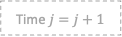 Time j = j + 1